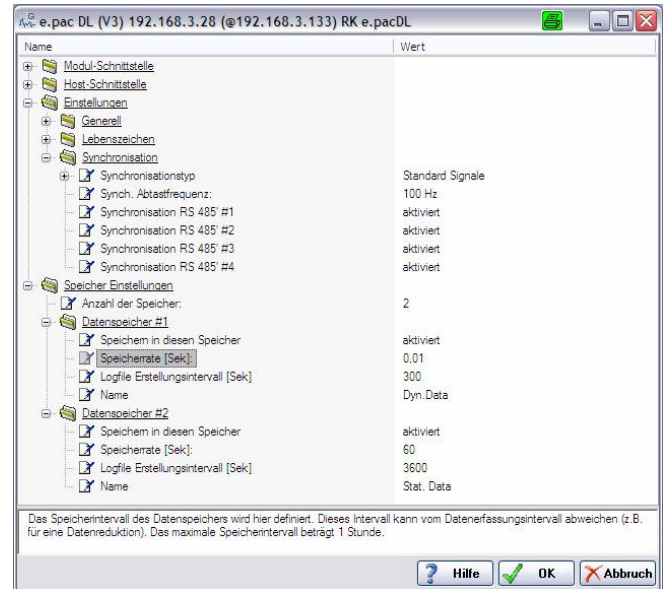 e.pac DL (V3) 192.168.3.28 (@192.168.3.133) RK e.pacDL
Name Wert
Modul-Schnittstelle
Host-Schnittstelle
Einstellungen
Generell
Lebenszeichen
Synchronisation
Synchronisationstyp Standard Signale
Synch. Abtastfrequenz: 100 Hz
Synchronisation RS 485' #1 aktiviert
Synchronisation RS 485' #2 aktiviert
Synchronisation RS 485' #3 aktiviert
Synchronisation RS 485' #4 aktiviert
Speicher Einstellungen
Anzahl der Speicher: 2
Datenspeicher #1
Speichern in diesen Speicher aktiviert
Speicherrate [Sek]: 0,01
Logfile Erstellungsintervall [Sek] 300
Name Dyn.Data
Datenspeicher #2
Speichern in diesen Speicher aktiviert
Speicherrate [Sek]: 60
Logfile Erstellungsintervall [Sek] 3600
Name Stat. Data
Das Speicherintervall des Datenspeichers wird hier definiert. Dieses Intervall kann vom Datenerfassungsintervall abweichen (z.B.
für eine Datenreduktion). Das maximale Speicherintervall beträgt 1 Stunde.
Hilfe OK Abbruch